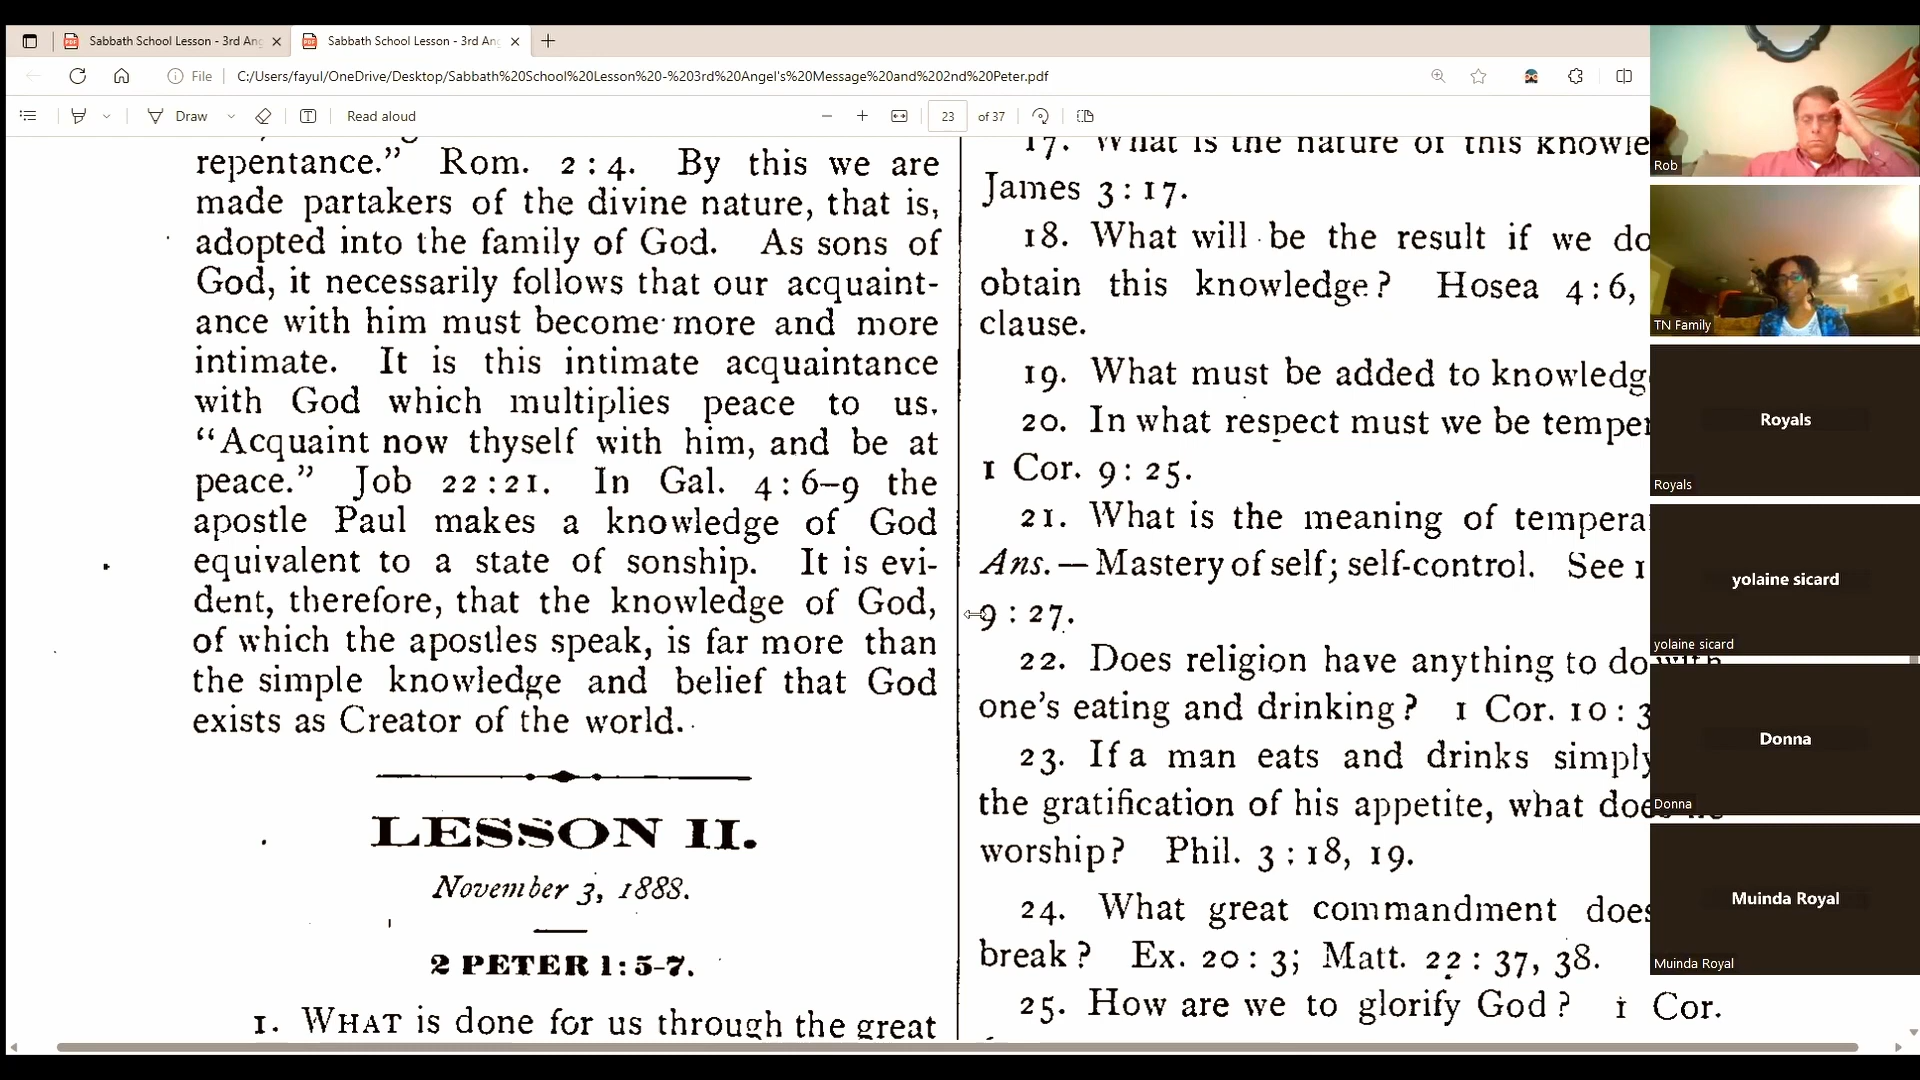 Sabbath School Lesson - 3rd An
Sabbath School Lesson - 3rd An
File
C:/Users/fayul/OneDrive/Desktop/Sabbath%20School%20Lesson%20-%203rd%20Angel's%20Message%20and%202nd%20Peter.pdf
Draw
Read aloud
23
of 37
repentance." Rom. 2 : 4. By this we are
made partakers of the divine nature, that is,
adopted into the family of God. As sons of
God, it necessarily follows that our acquaint-
ance with him must become more and more
intimate. It is this intimate acquaintance
with God which multiplies peace to us.
"Acquaint now thyself with him, and be at
peace." Job 22 : 21. In Gal. 4 : 6–9 the
apostle Paul makes a knowledge of God
equivalent to a state of sonship. It is evi-
dent, therefore, that the knowledge of God,
of which the apostles speak, is far more than
the simple knowledge and belief that God
exists as Creator of the world.
LESSON II.
November 3, 1888.
2 PETER 1 : 5-7.
1. WHAT is done for us through the great
17. What is the nature of this knowle
James 3 : 17.
18. What will be the result if we do
obtain this knowledge? Hosea 4 : 6,
clause.
19. What must be added to knowledg
20. In what respect must we be temper
1 Cor. 9 : 25.
21. What is the meaning of tempera
Ans.—Mastery of self; self-control. See 1
9 : 27.
22. Does religion have anything to do with
one's eating and drinking? 1 Cor. 10 : 3
23. If a man eats and drinks simply
the gratification of his appetite, what does he
worship? Phil. 3 : 18, 19.
24. What great commandment does
break? Ex. 20 : 3; Matt. 22 : 37, 38.
25. How are we to glorify God? 1 Cor.
Rob
TN Family
Royals
Royals
yolaine sicard
yolaine sicard
Donna
Donna
Muinda Royal
Muinda Royal